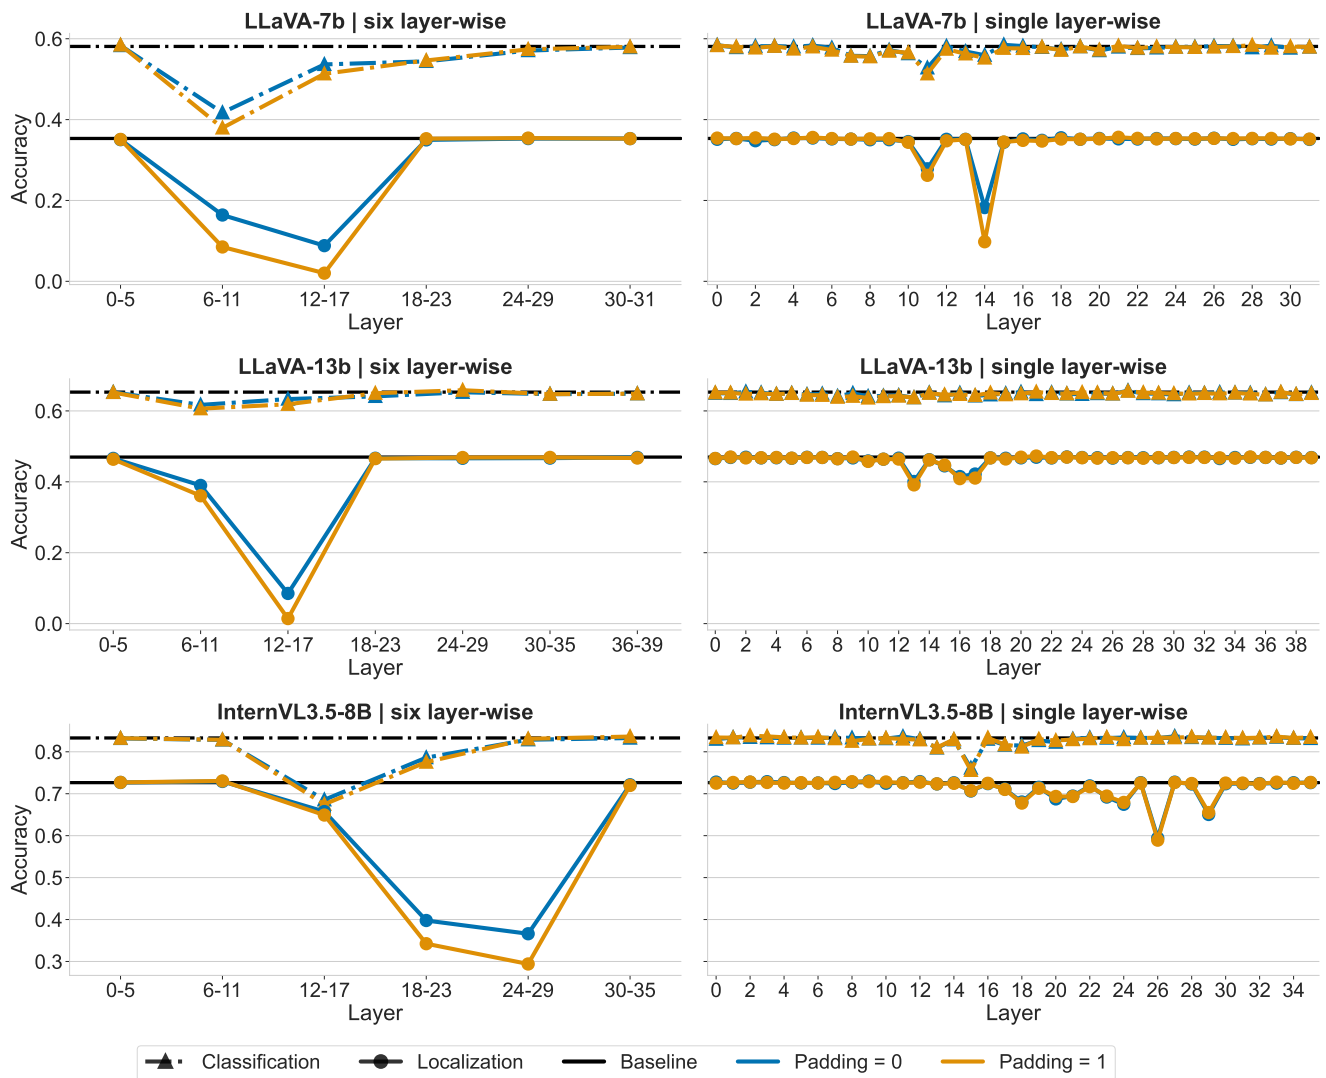 LLaVA-7b | six layer-wise
Accuracy
0.6
0.4
0.2
0.0
0-5 6-11 12-17 18-23 24-29 30-31
Layer
LLaVA-7b | single layer-wise
0 2 4 6 8 10 12 14 16 18 20 22 24 26 28 30
Layer
LLaVA-13b | six layer-wise
Accuracy
0.6
0.4
0.2
0.0
0-5 6-11 12-17 18-23 24-29 30-35 36-39
Layer
LLaVA-13b | single layer-wise
0 2 4 6 8 10 12 14 16 18 20 22 24 26 28 30 32 34 36 38
Layer
InternVL3.5-8B | six layer-wise
Accuracy
0.8
0.7
0.6
0.5
0.4
0.3
0-5 6-11 12-17 18-23 24-29 30-35
Layer
InternVL3.5-8B | single layer-wise
0 2 4 6 8 10 12 14 16 18 20 22 24 26 28 30 32 34
Layer
Classification Localization Baseline Padding = 0 Padding = 1